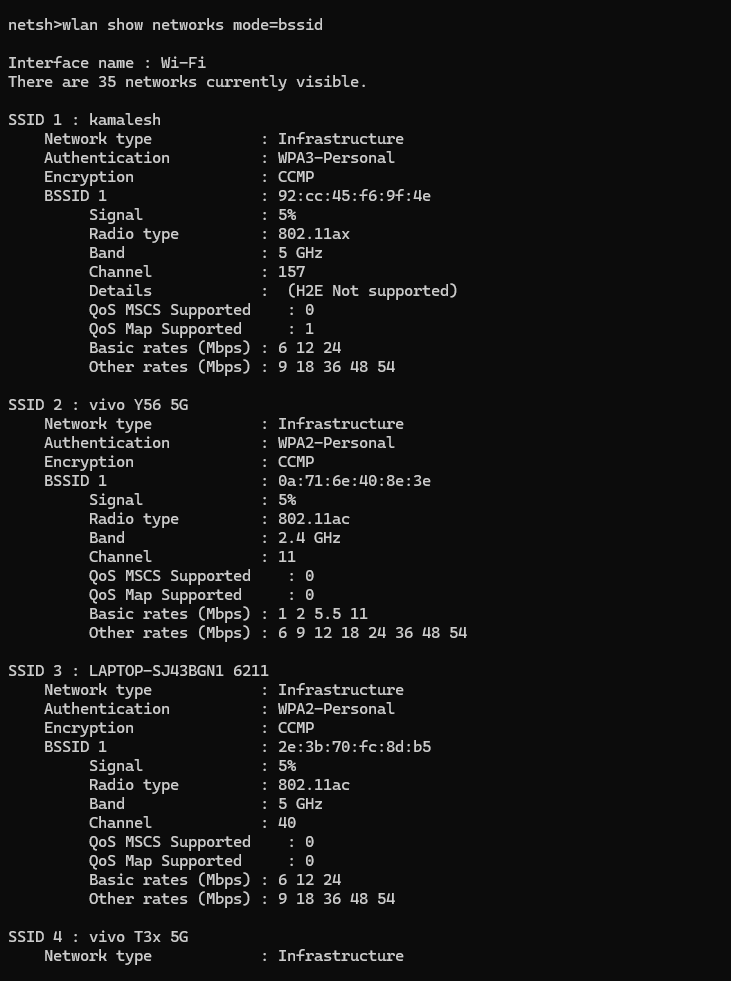 netsh>wlan show networks mode=bssid
Interface name : Wi-Fi
There are 35 networks currently visible.
SSID 1 : kamalesh
Network type : Infrastructure
Authentication : WPA3-Personal
Encryption : CCMP
BSSID 1 : 92:cc:45:f6:9f:4e
Signal : 5%
Radio type : 802.11ax
Band : 5 GHz
Channel : 157
Details : (H2E Not supported)
QoS MSCS Supported : 0
QoS Map Supported : 1
Basic rates (Mbps) : 6 12 24
Other rates (Mbps) : 9 18 36 48 54
SSID 2 : vivo Y56 5G
Network type : Infrastructure
Authentication : WPA2-Personal
Encryption : CCMP
BSSID 1 : 0a:71:6e:40:8e:3e
Signal : 5%
Radio type : 802.11ac
Band : 2.4 GHz
Channel : 11
QoS MSCS Supported : 0
QoS Map Supported : 0
Basic rates (Mbps) : 1 2 5.5 11
Other rates (Mbps) : 6 9 12 18 24 36 48 54
SSID 3 : LAPTOP-SJ43BGN1 6211
Network type : Infrastructure
Authentication : WPA2-Personal
Encryption : CCMP
BSSID 1 : 2e:3b:70:fc:8d:b5
Signal : 5%
Radio type : 802.11ac
Band : 5 GHz
Channel : 40
QoS MSCS Supported : 0
QoS Map Supported : 0
Basic rates (Mbps) : 6 12 24
Other rates (Mbps) : 9 18 36 48 54
SSID 4 : vivo T3x 5G
Network type : Infrastructure